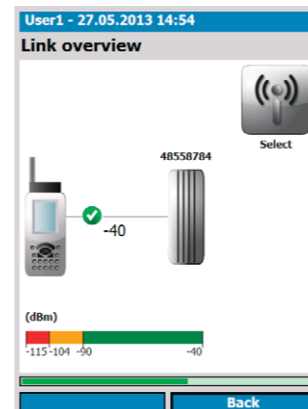 User1 - 27.05.2013 14:54
Link overview
Select
48558784
-40
(dBm)
-115 -104 -90 -40
Back